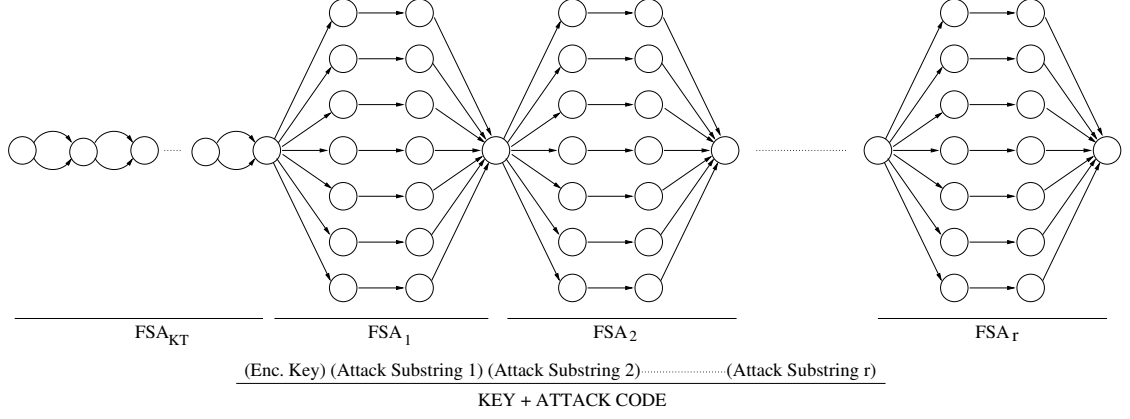 FSA_KT FSA_1 FSA_2 FSA_r
(Enc. Key) (Attack Substring 1) (Attack Substring 2) (Attack Substring r)
KEY + ATTACK CODE